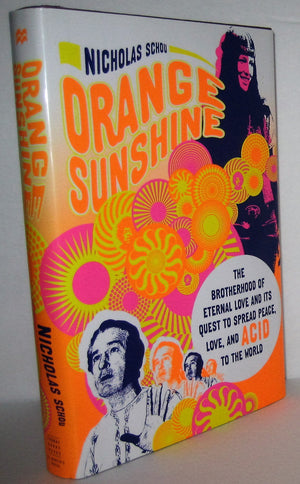 NICHOLAS SCHOU
ORANGE
SUNSHINE
THE
BROTHERHOOD OF
ETERNAL LOVE AND ITS
QUEST TO SPREAD PEACE,
LOVE, AND ACID
TO THE WORLD
ORANGE
SUNSHINE
NICHOLAS SCHOU